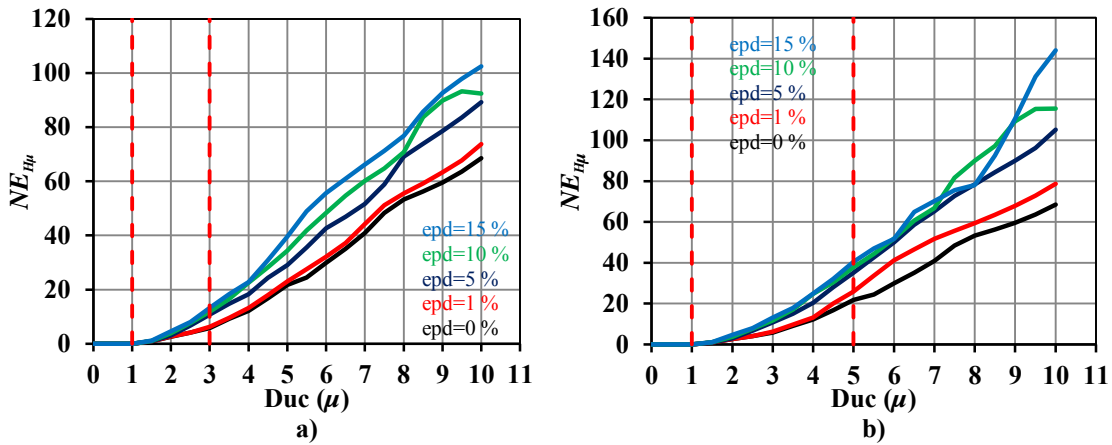 120
100
80
60
40
20
0
NE_Hμ
epd=15 %
epd=10 %
epd=5 %
epd=1 %
epd=0 %
0 1 2 3 4 5 6 7 8 9 10 11
Duc (μ)
a)
160
140
120
100
80
60
40
20
0
NE_Hμ
epd=15 %
epd=10 %
epd=5 %
epd=1 %
epd=0 %
0 1 2 3 4 5 6 7 8 9 10 11
Duc (μ)
b)